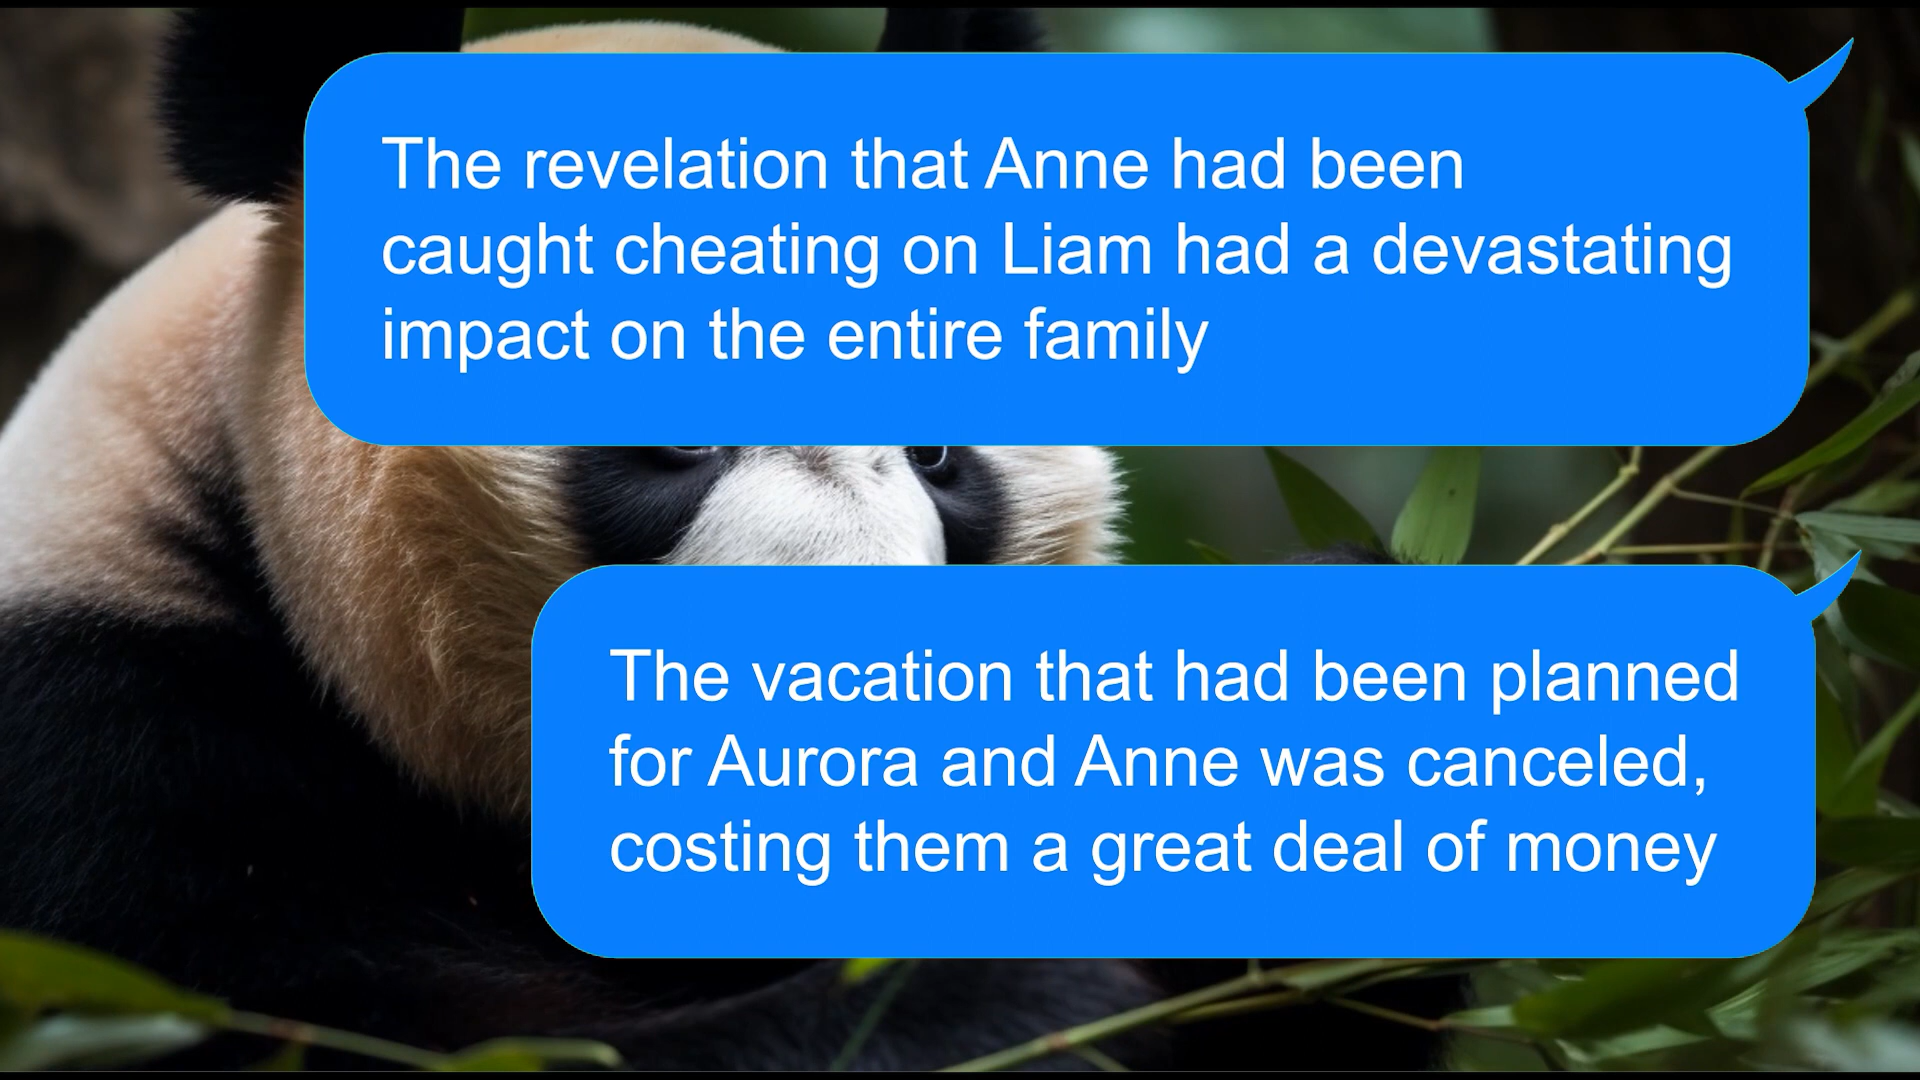 The revelation that Anne had been
caught cheating on Liam had a devastating
impact on the entire family
The vacation that had been planned
for Aurora and Anne was canceled,
costing them a great deal of money